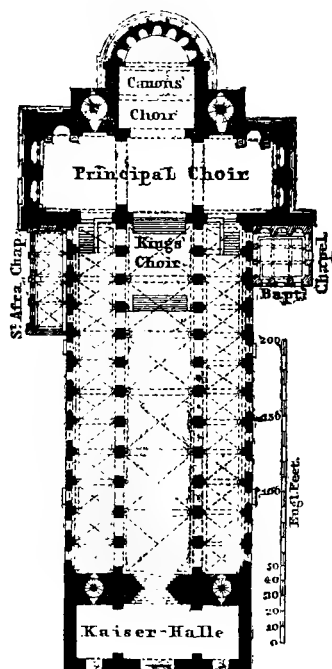 Canons'
Choir
Principal Choir
Kings
Choir
St Afra Chap.
Bapt.
Chapel.
200
150
100
50
40
30
20
10
0
Engl. Feet.
Kaiser-Halle